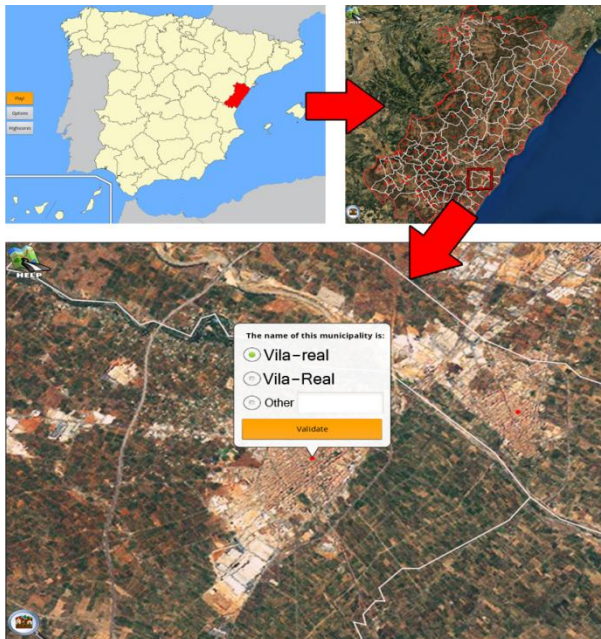 Play!
Options
Highscores
HELP
The name of this municipality is:
Vila-real
Vila-Real
Other
Validate